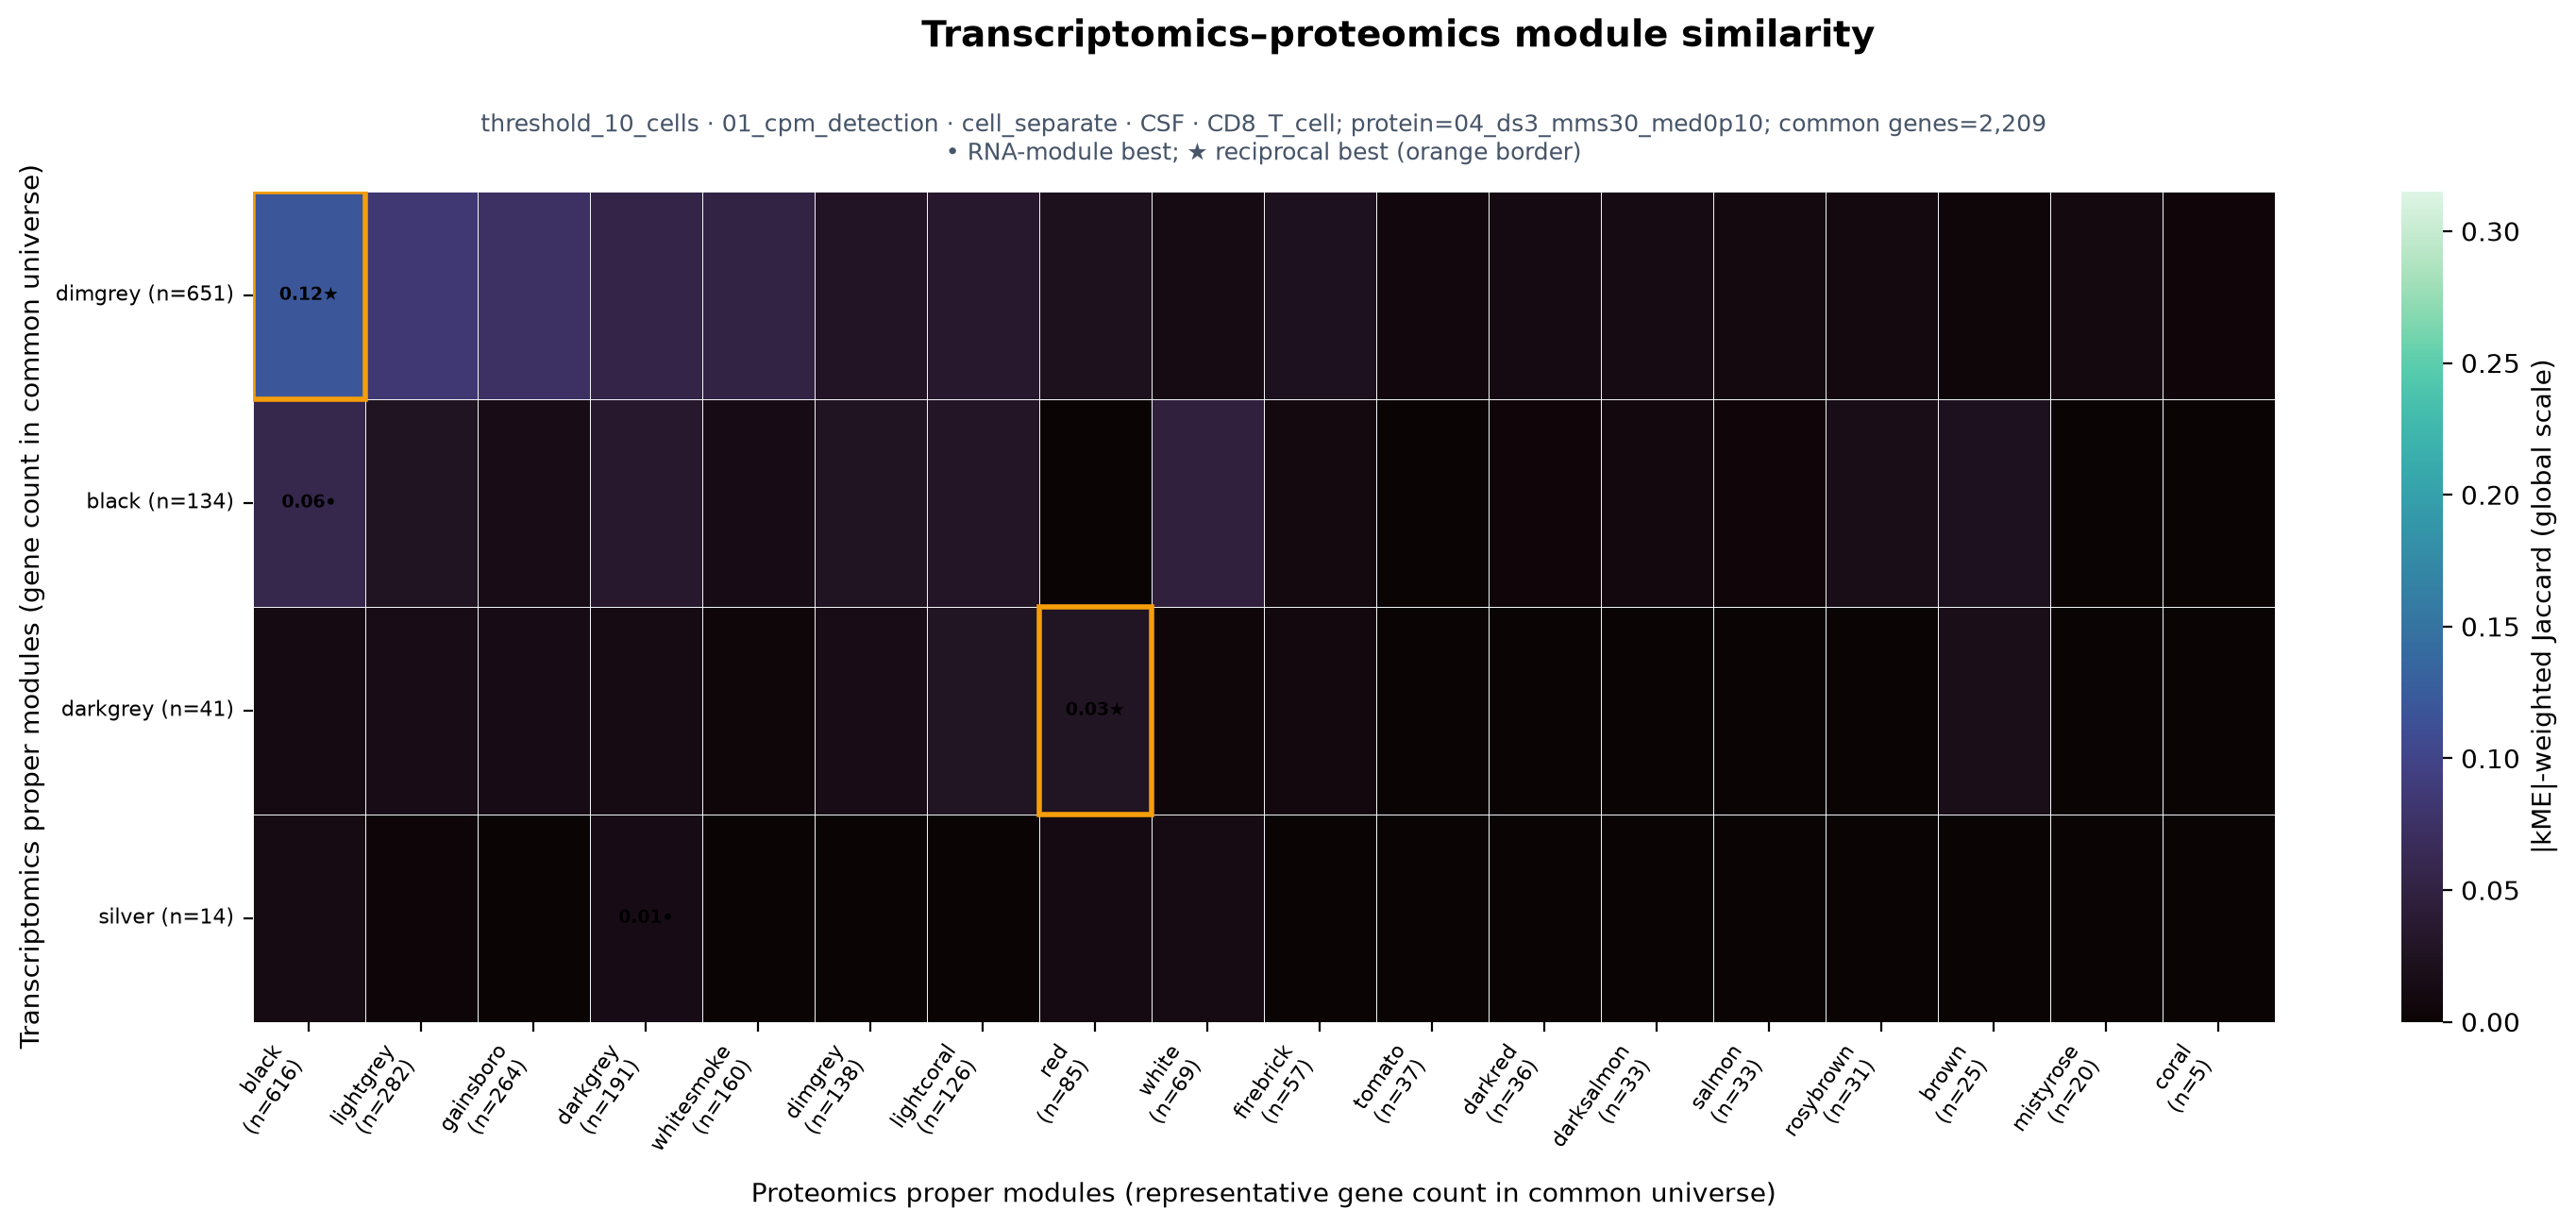 Transcriptomics–proteomics module similarity
threshold_10_cells · 01_cpm_detection · cell_separate · CSF · CD8_T_cell; protein=04_ds3_mms30_med0p10; common genes=2,209
• RNA-module best; ★ reciprocal best (orange border)
Transcriptomics proper modules (gene count in common universe)
dimgrey (n=651)
black (n=134)
darkgrey (n=41)
silver (n=14)
0.12★
0.06•
0.03★
0.01•
black
(n=616)
lightgrey
(n=282)
gainsboro
(n=264)
darkgrey
(n=191)
whitesmoke
(n=160)
dimgrey
(n=138)
lightcoral
(n=126)
red
(n=85)
white
(n=69)
firebrick
(n=57)
tomato
(n=37)
darkred
(n=36)
darksalmon
(n=33)
salmon
(n=33)
rosybrown
(n=31)
brown
(n=25)
mistyrose
(n=20)
coral
(n=5)
Proteomics proper modules (representative gene count in common universe)
0.30
0.25
0.20
0.15
0.10
0.05
0.00
|kME|-weighted Jaccard (global scale)